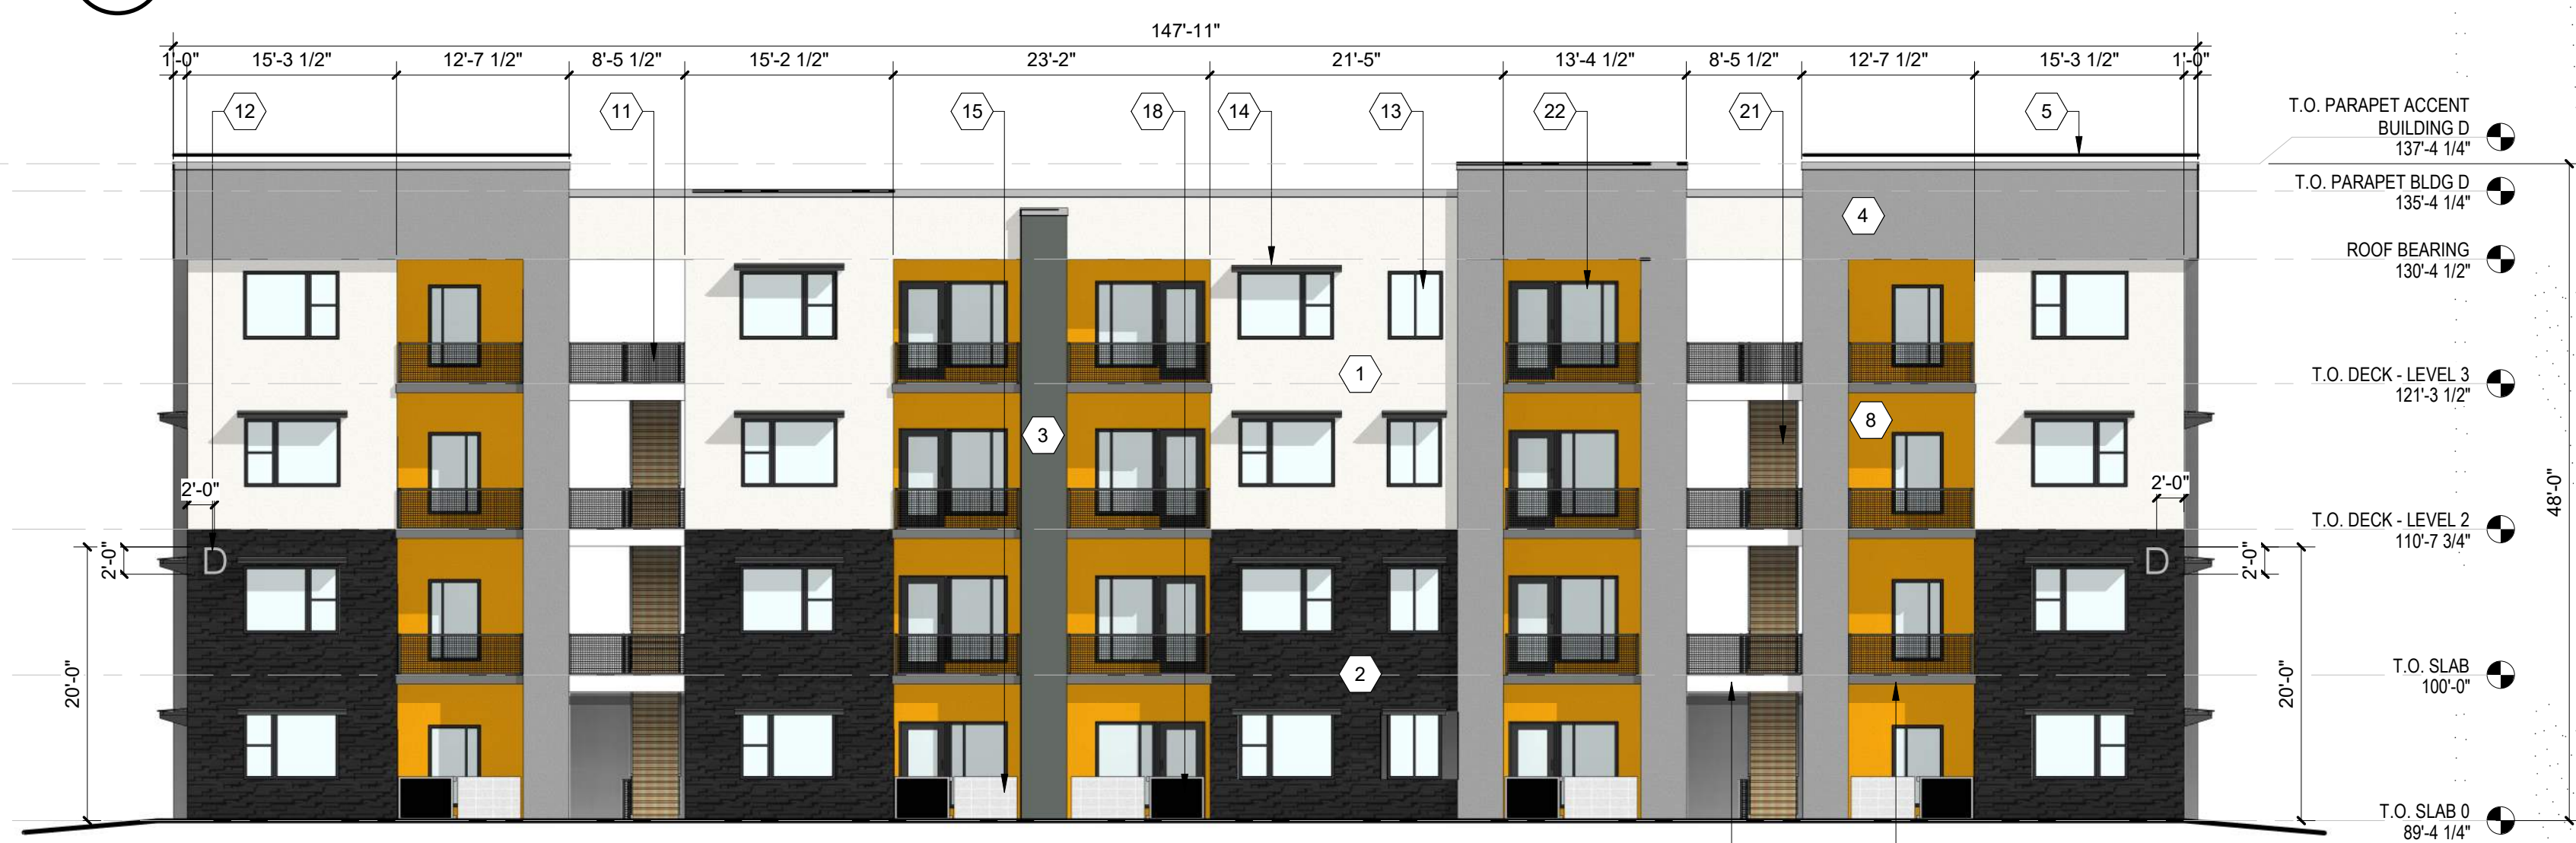 147'-11"
1'-0" 15'-3 1/2" 12'-7 1/2" 8'-5 1/2" 15'-2 1/2" 23'-2" 21'-5" 13'-4 1/2" 8'-5 1/2" 12'-7 1/2" 15'-3 1/2" 1'-0"
12 11 15 18 14 13 22 21 5
T.O. PARAPET ACCENT
BUILDING D
137'-4 1/4"
T.O. PARAPET BLDG D
135'-4 1/4"
4
ROOF BEARING
130'-4 1/2"
1
T.O. DECK - LEVEL 3
121'-3 1/2"
3
8
2'-0"
2'-0"
48'-0"
T.O. DECK - LEVEL 2
110'-7 3/4"
2'-0"
D
D
2'-0"
20'-0"
2
20'-0"
T.O. SLAB
100'-0"
T.O. SLAB 0
89'-4 1/4"